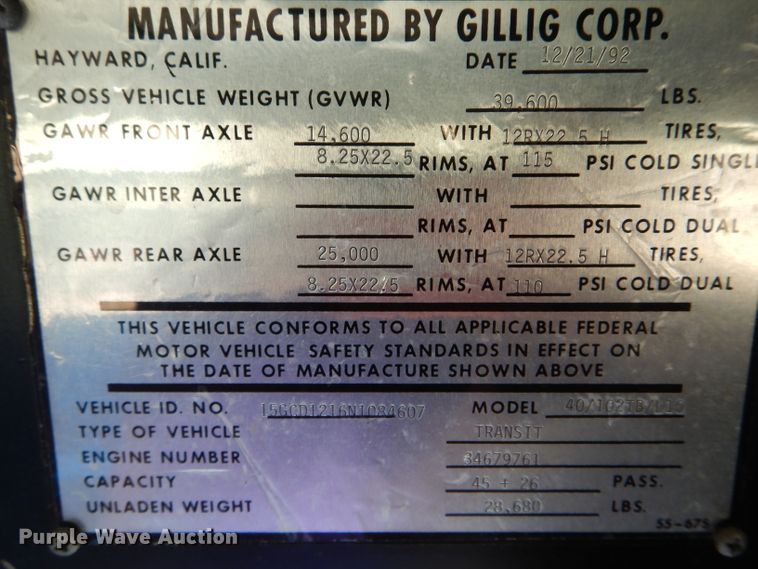 MANUFACTURED BY GILLIG CORP.
HAYWARD, CALIF. DATE 12/21/92
GROSS VEHICLE WEIGHT (GVWR) 39,600 LBS.
GAWR FRONT AXLE 14,600 WITH 12RX22.5 H TIRES,
8.25X22.5 RIMS, AT 115 PSI COLD SINGLE
GAWR INTER AXLE WITH TIRES,
RIMS, AT PSI COLD DUAL
GAWR REAR AXLE 25,000 WITH 12RX22.5 H TIRES,
8.25X22.5 RIMS, AT 110 PSI COLD DUAL
THIS VEHICLE CONFORMS TO ALL APPLICABLE FEDERAL
MOTOR VEHICLE SAFETY STANDARDS IN EFFECT ON
THE DATE OF MANUFACTURE SHOWN ABOVE
VEHICLE ID. NO. 15GCD1216N1084607 MODEL
TYPE OF VEHICLE TRANSIT
ENGINE NUMBER 34679761
CAPACITY 45 + 26 PASS.
UNLADEN WEIGHT 28,680 LBS.
55-675
Purple Wave Auction